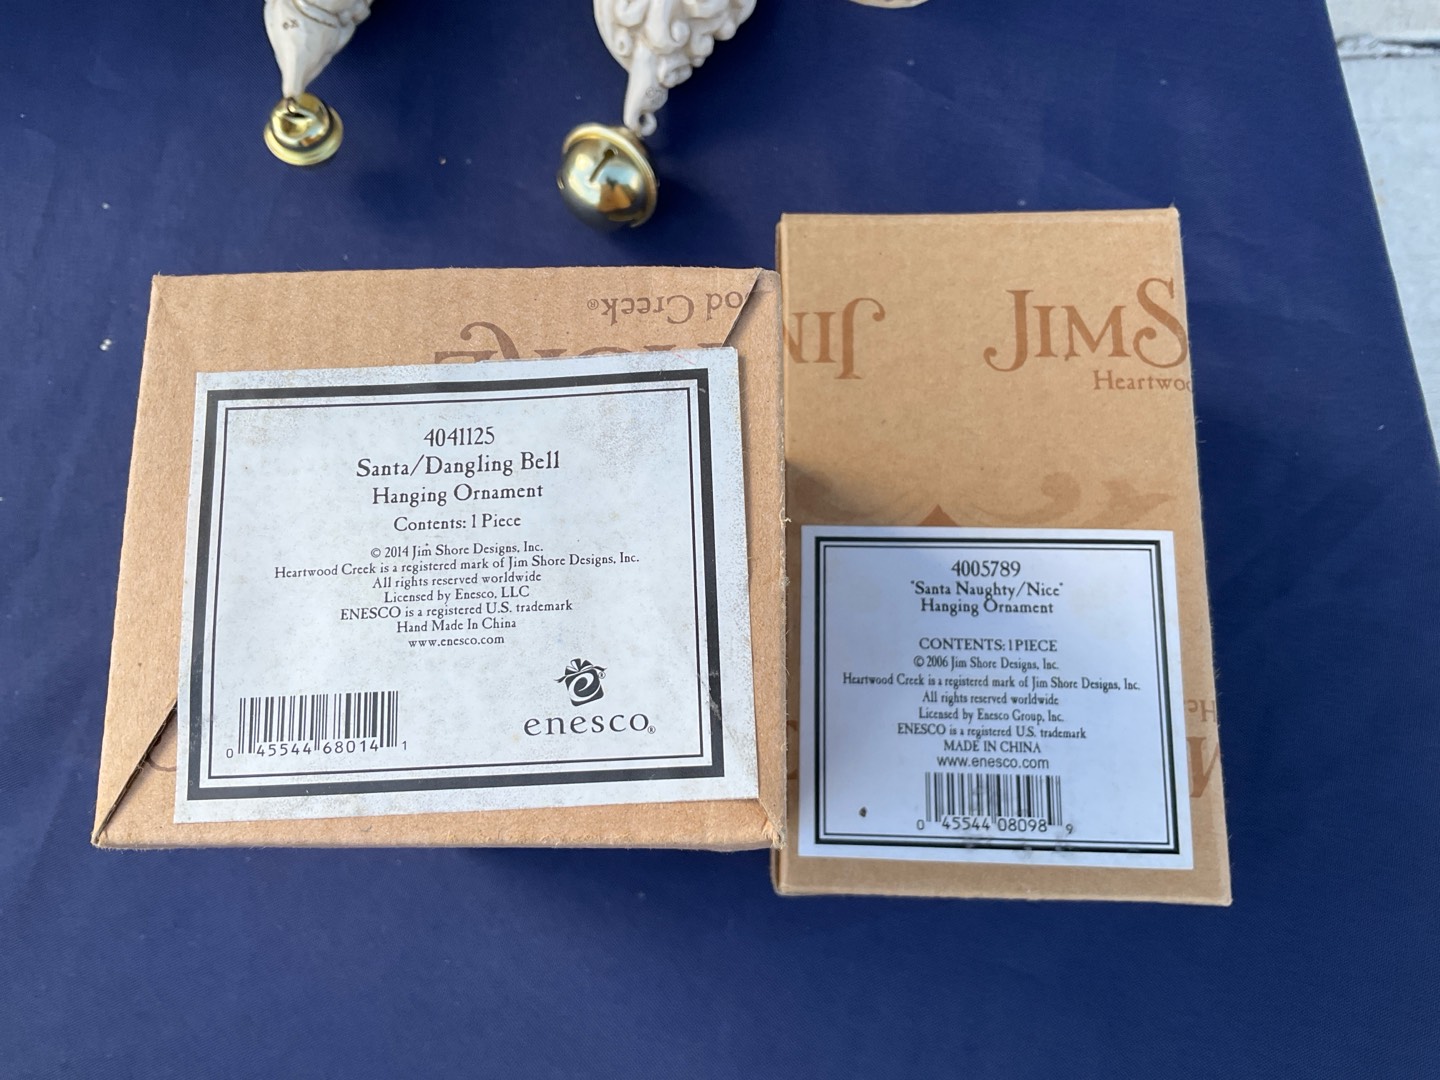 od Creek®
4041125
Santa/Dangling Bell
Hanging Ornament
Contents: 1 Piece
© 2014 Jim Shore Designs, Inc.
Heartwood Creek is a registered mark of Jim Shore Designs, Inc.
All rights reserved worldwide
Licensed by Enesco, LLC
ENESCO is a registered U.S. trademark
Hand Made In China
www.enesco.com
enesco®
0 45544 68014 1
JIM
JIMS
Heartwo
4005789
"Santa Naughty/Nice"
Hanging Ornament
CONTENTS: 1 PIECE
© 2006 Jim Shore Designs, Inc.
Heartwood Creek is a registered mark of Jim Shore Designs, Inc.
All rights reserved worldwide
Licensed by Enesco Group, Inc.
ENESCO is a registered U.S. trademark
MADE IN CHINA
www.enesco.com
0 45544 08098 9